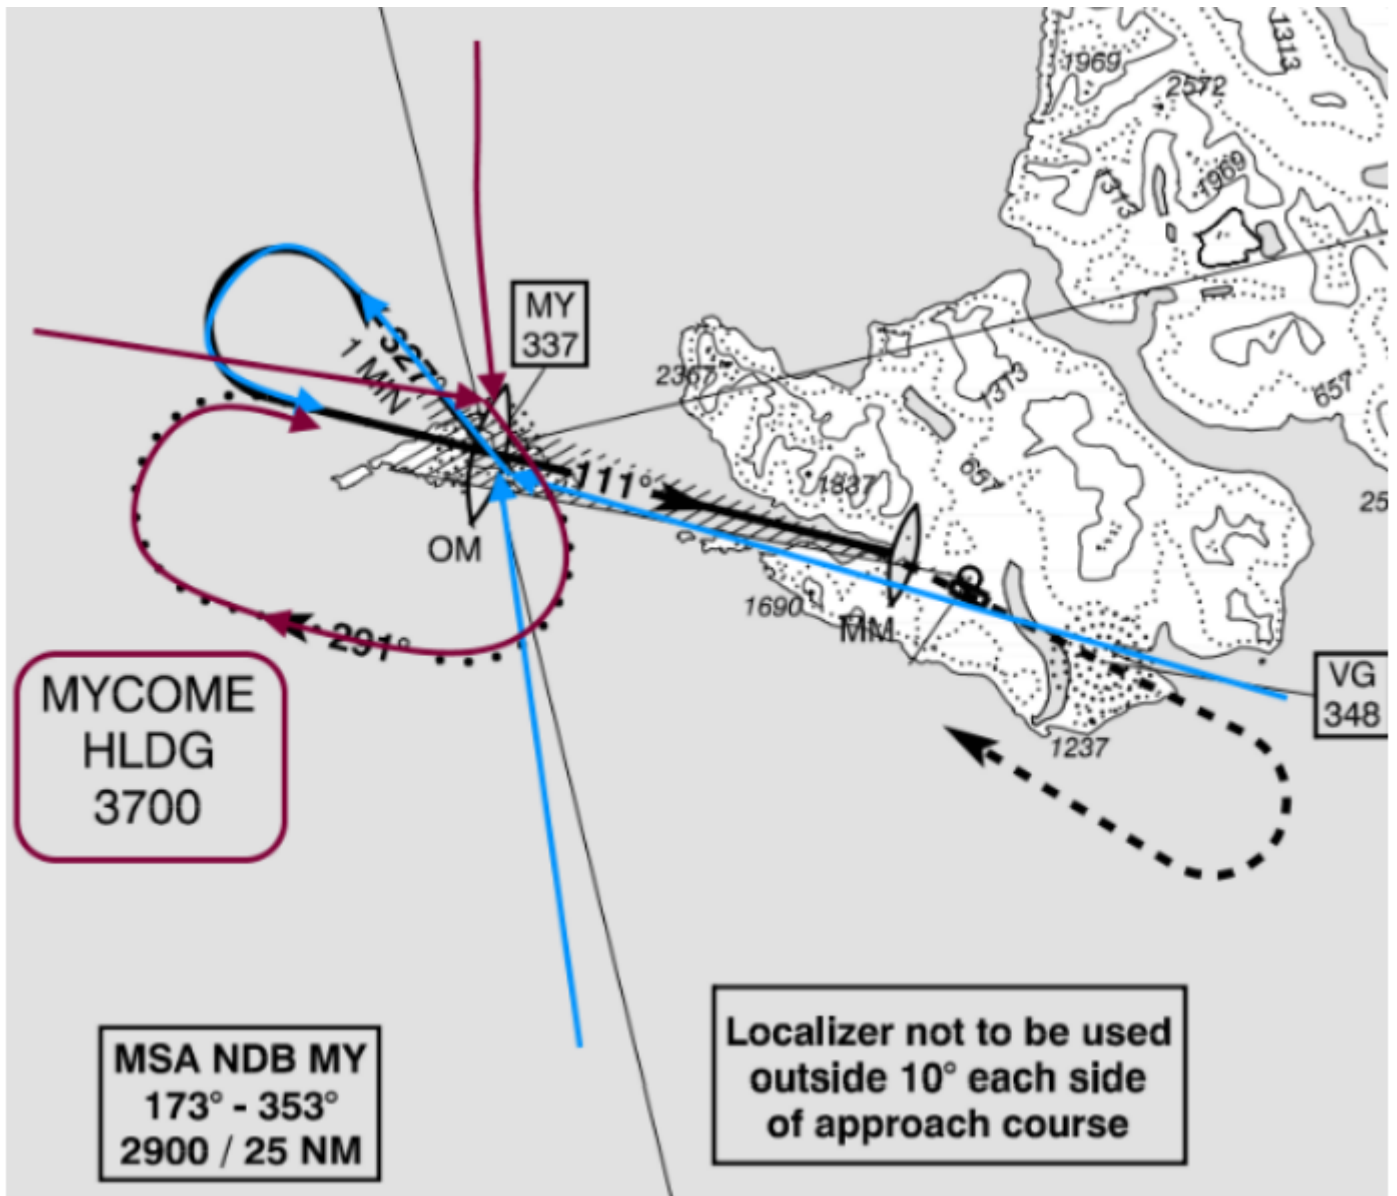 1969
1313
2572
1969
1313
MY
337
327°
1 MIN
2367
1313
657
111°
1837
657
25
OM
1690
MM
291°
MYCOME
HLDG
3700
VG
348
1237
MSA NDB MY
173° - 353°
2900 / 25 NM
Localizer not to be used
outside 10° each side
of approach course